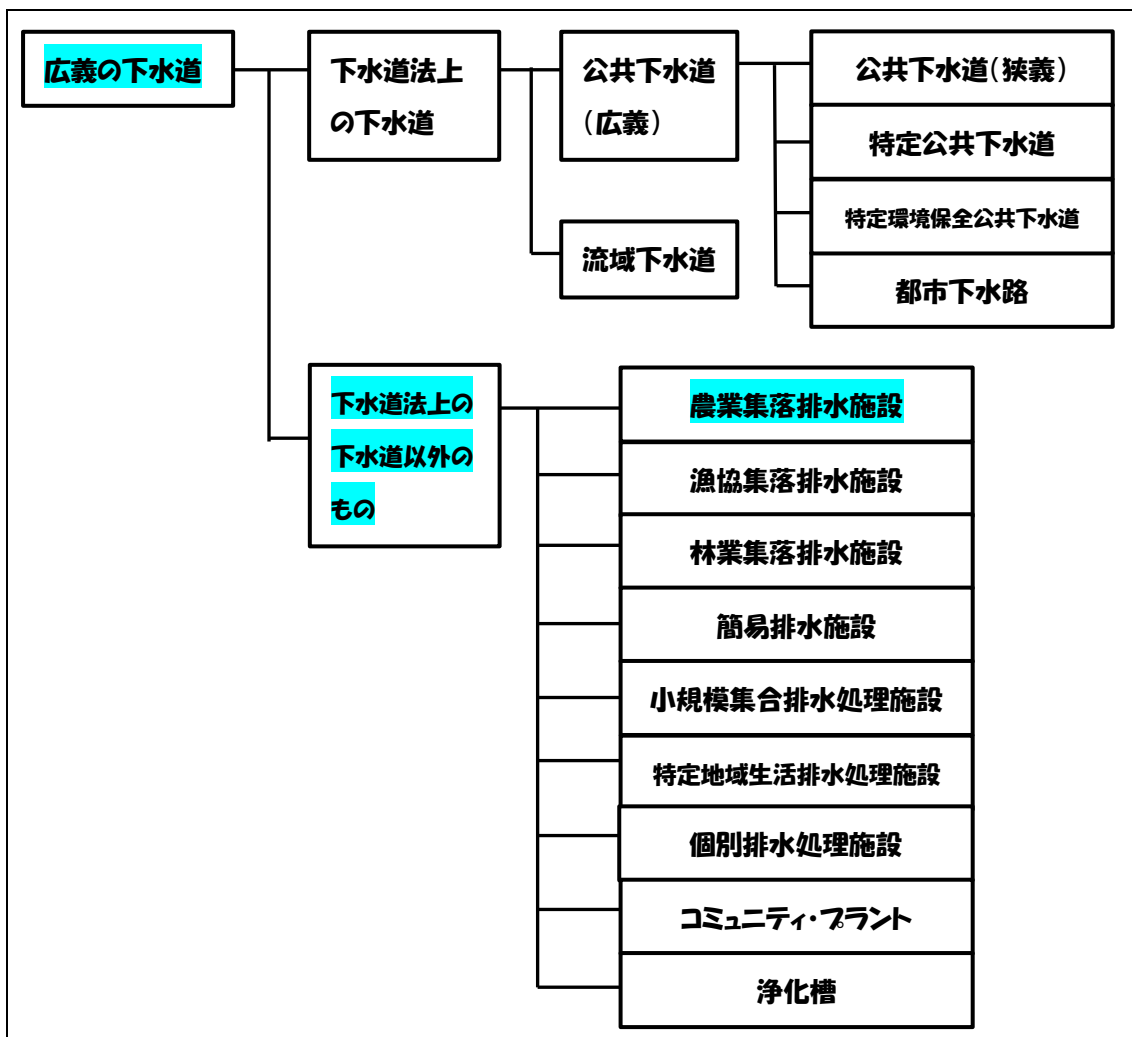 広義の下水道
下水道法上
の下水道
公共下水道
(広義)
公共下水道(狭義)
特定公共下水道
特定環境保全公共下水道
都市下水路
流域下水道
下水道法上の
下水道以外の
もの
農業集落排水施設
漁協集落排水施設
林業集落排水施設
簡易排水施設
小規模集合排水処理施設
特定地域生活排水処理施設
個別排水処理施設
コミュニティ・プラント
浄化槽